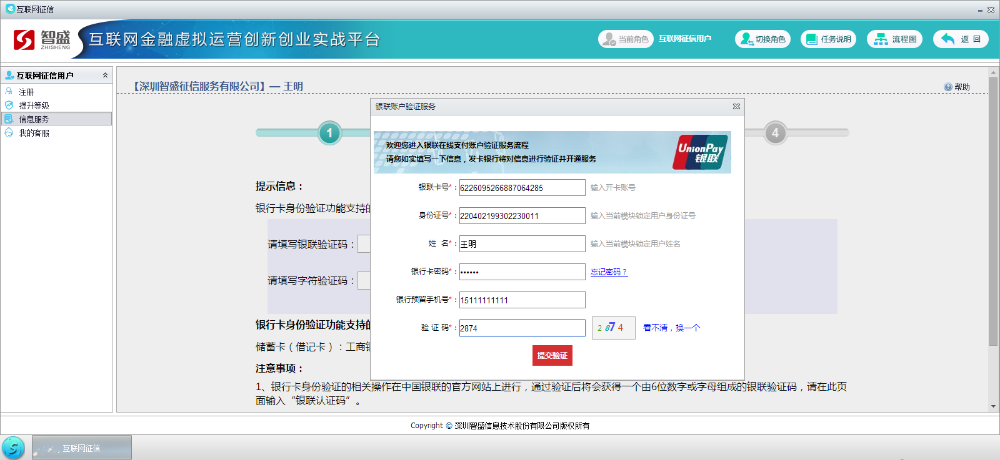 互联网征信
智盛
ZHISHENG
互联网金融虚拟运营创新创业实战平台
当前角色
互联网征信用户
切换角色
任务说明
流程图
返 回
互联网征信用户
注册
提升等级
信息服务
我的客服
【深圳智盛征信服务有限公司】— 王明
帮助
1
4
提示信息：
银行卡身份验证功能支持的
请填写银联验证码：
请填写字符验证码：
银行卡身份验证功能支持的
储蓄卡（借记卡）：工商银
注意事项：
1、银行卡身份验证的相关操作在中国银联的官方网站上进行，通过验证后将会获得一个由6位数字或字母组成的银联验证码，请在此页
面输入“银联认证码”。
银联账户验证服务
欢迎您进入银联在线支付账户验证服务流程
请您如实填写一下信息，发卡银行将对信息进行验证并开通服务
UnionPay
银联
银联卡号*：6226095266887064285 输入开卡账号
身份证号*：220402199302230011 输入当前模块锁定用户身份证号
姓 名*：王明 输入当前模块锁定用户姓名
银行卡密码*：•••••• 忘记密码？
银行预留手机号*：15111111111
验 证 码*：2874 2874 看不清，换一个
提交验证
Copyright © 深圳智盛信息技术股份有限公司版权所有
互联网征信